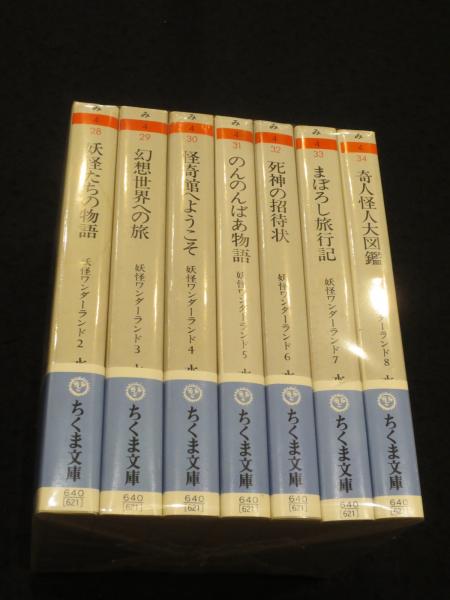 み
4
28
妖怪たちの物語
妖怪ワンダーランド2
水
ちくま文庫
640
[621]
み
4
29
幻想世界への旅
妖怪ワンダーランド3
ちくま文庫
640
[621]
み
4
30
怪奇館へようこそ
妖怪ワンダーランド4
水
ちくま文庫
640
[621]
み
4
31
のんのんばあ物語
妖怪ワンダーランド5
水
ちくま文庫
640
[621]
み
4
32
死神の招待状
妖怪ワンダーランド6
水
ちくま文庫
640
[621]
み
4
33
まぼろし旅行記
妖怪ワンダーランド7
水
ちくま文庫
640
[621]
み
4
34
奇人怪人大図鑑
ーランド8
ちくま文庫
640